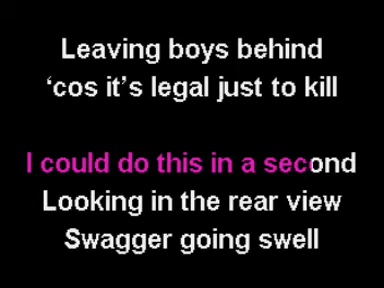 Leaving boys behind
‘cos it’s legal just to kill
I could do this in a second
Looking in the rear view
Swagger going swell